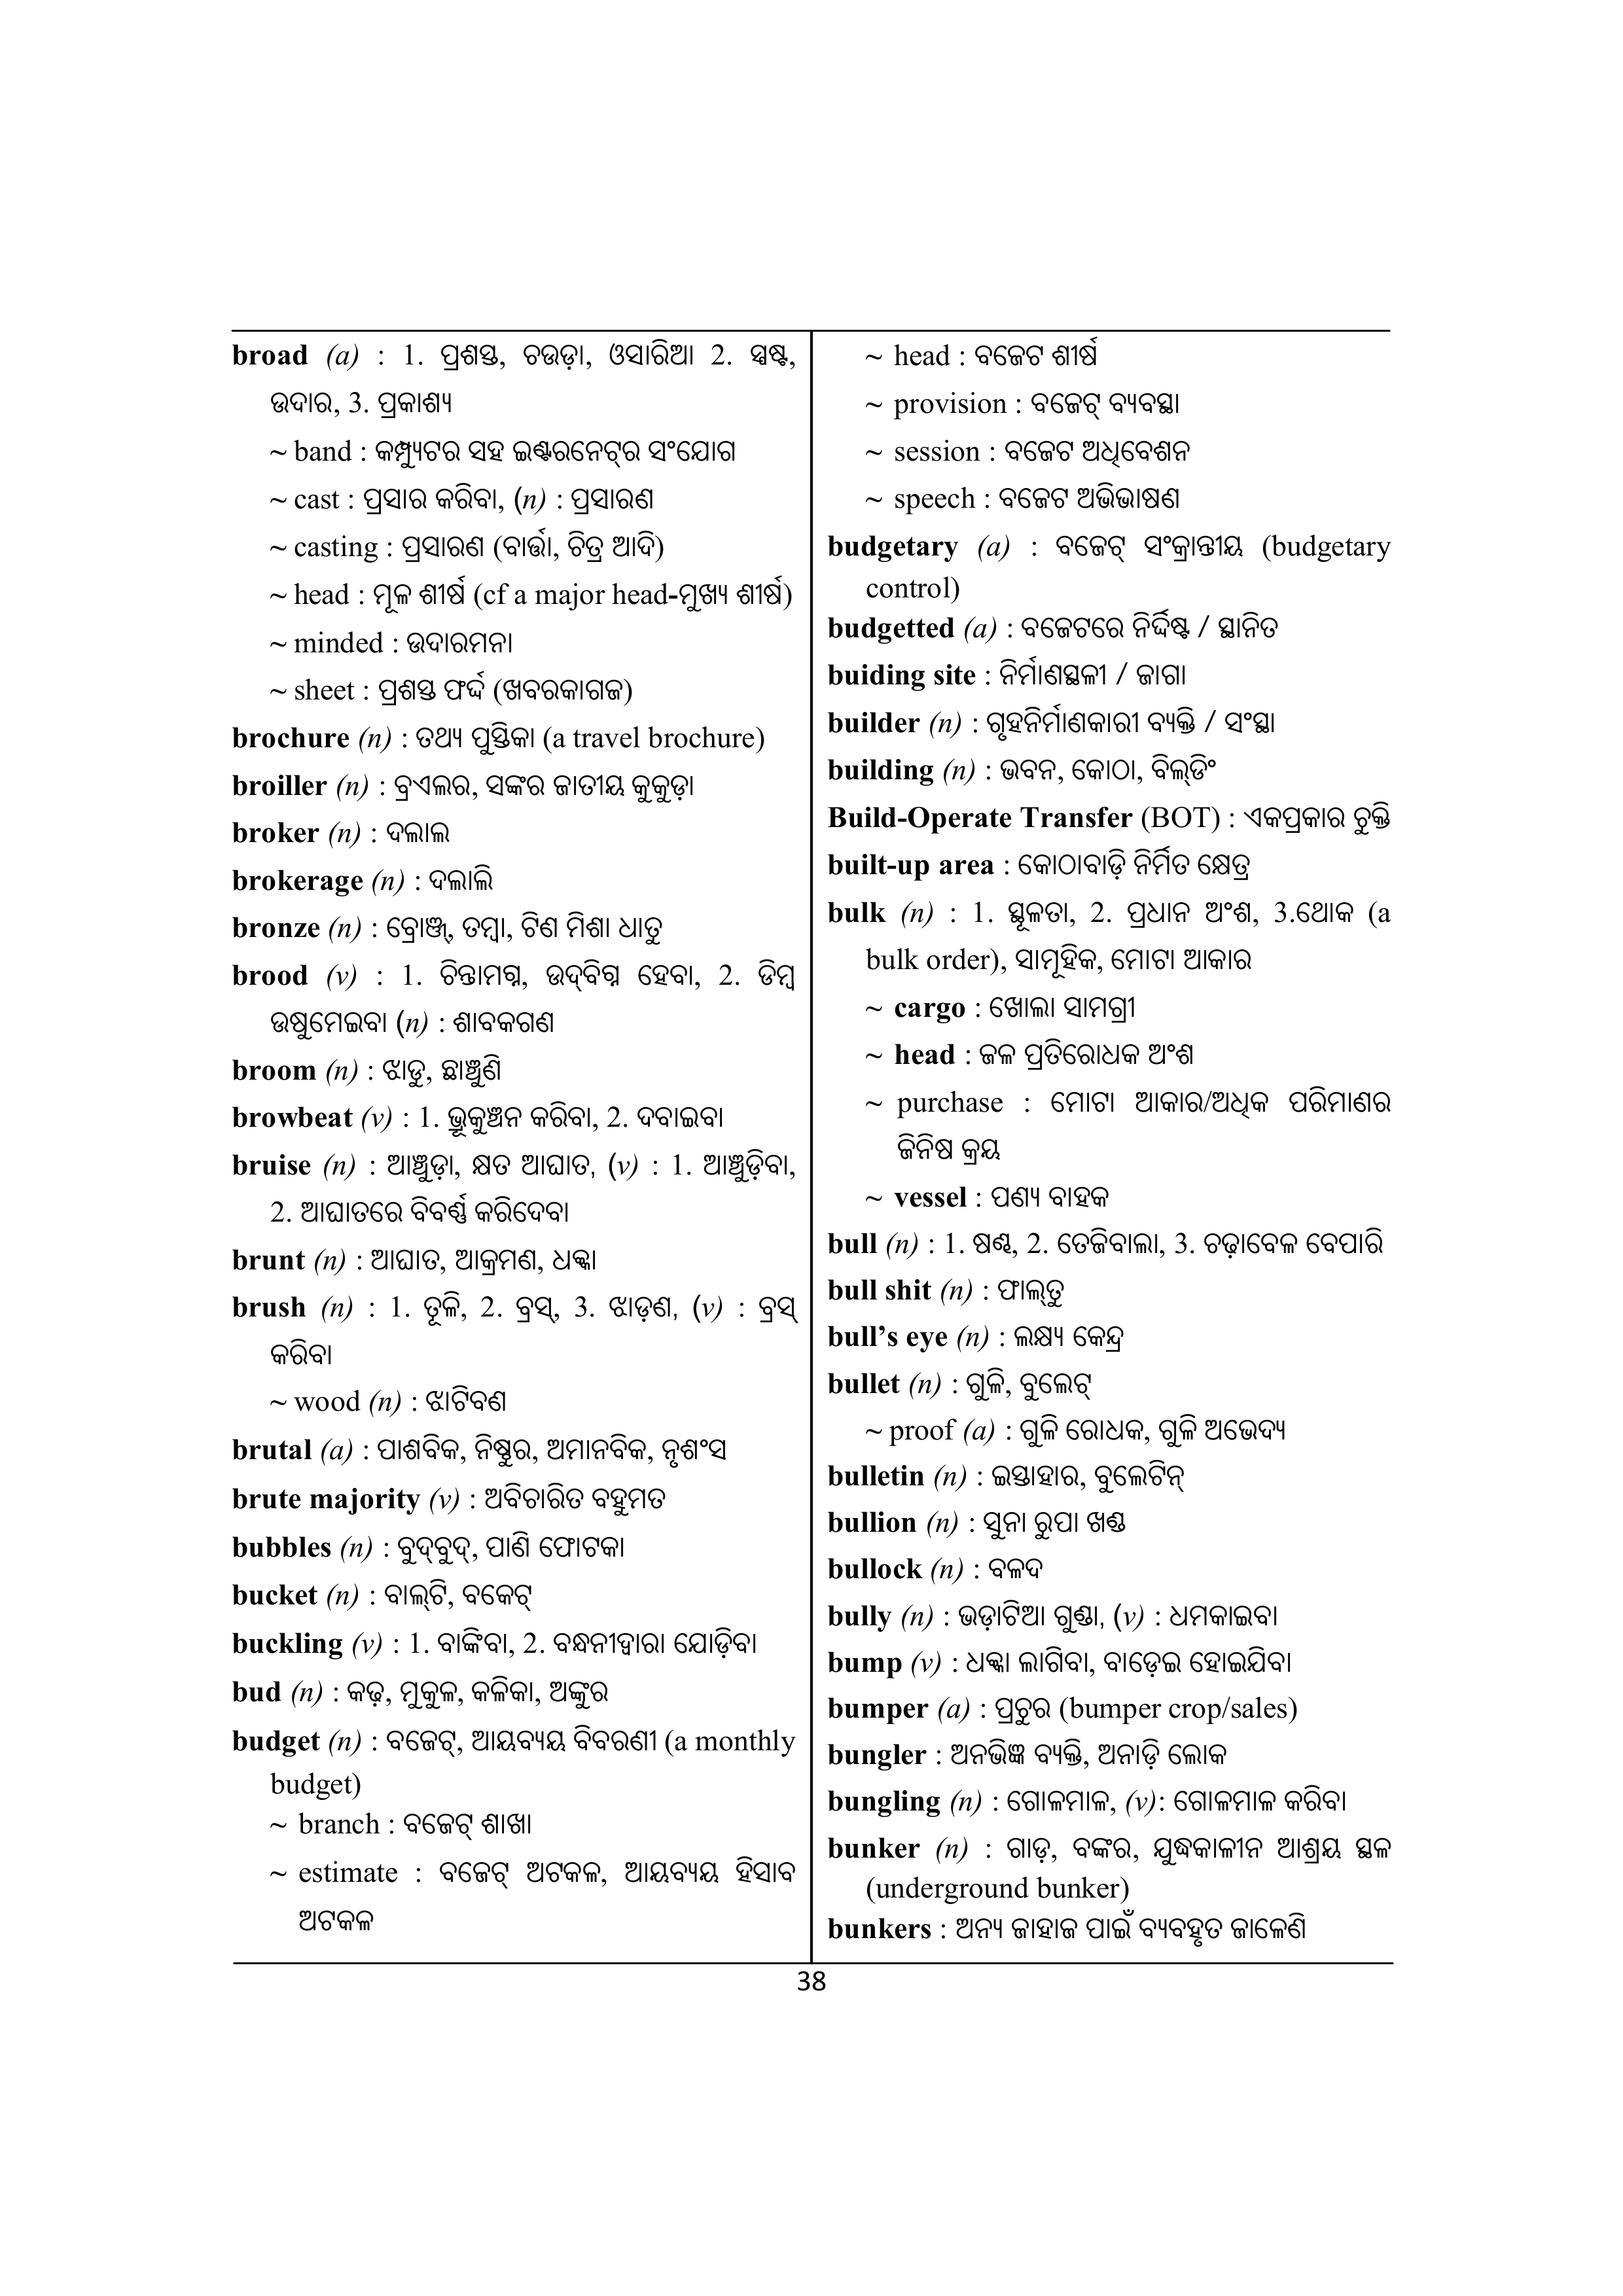 broad (a) : 1. ପ୍ରଶସ୍ତ, ଚଉଡ଼ା, ଓସାରିଆ 2. ସ୍ପଷ୍ଟ,
ଉଦାର, 3. ପ୍ରକାଶ୍ୟ
~ band : କମ୍ପ୍ୟୁଟର ସହ ଇଣ୍ଟରନେଟ୍‌ର ସଂଯୋଗ
~ cast : ପ୍ରସାର କରିବା, (n) : ପ୍ରସାରଣ
~ casting : ପ୍ରସାରଣ (ବାର୍ତ୍ତା, ଚିତ୍ର ଆଦି)
~ head : ମୂଳ ଶୀର୍ଷ (cf a major head-ମୁଖ୍ୟ ଶୀର୍ଷ)
~ minded : ଉଦାରମନା
~ sheet : ପ୍ରଶସ୍ତ ଫର୍ଦ୍ଦ (ଖବରକାଗଜ)
brochure (n) : ତଥ୍ୟ ପୁସ୍ତିକା (a travel brochure)
broiller (n) : ବ୍ରଏଲର, ସଙ୍କର ଜାତୀୟ କୁକୁଡ଼ା
broker (n) : ଦଲାଲ
brokerage (n) : ଦଲାଲି
bronze (n) : ବ୍ରୋଞ୍ଜ୍, ତମ୍ବା, ଟିଣ ମିଶା ଧାତୁ
brood (v) : 1. ଚିନ୍ତାମଗ୍ନ, ଉଦ୍‌ବିଗ୍ନ ହେବା, 2. ଡିମ୍ବ
ଉଷୁମେଇବା (n) : ଶାବକଗଣ
broom (n) : ଝାଡୁ, ଛାଞ୍ଚୁଣି
browbeat (v) : 1. ଭ୍ରୂକୁଞ୍ଚନ କରିବା, 2. ଦବାଇବା
bruise (n) : ଆଞ୍ଚୁଡ଼ା, କ୍ଷତ ଆଘାତ, (v) : 1. ଆଞ୍ଚୁଡ଼ିବା,
2. ଆଘାତରେ ବିବର୍ଣ୍ଣ କରିଦେବା
brunt (n) : ଆଘାତ, ଆକ୍ରମଣ, ଧକ୍କା
brush (n) : 1. ତୂଳି, 2. ବ୍ରସ୍, 3. ଝାଡ଼ଣ, (v) : ବ୍ରସ୍
କରିବା
~ wood (n) : ଝାଟିବଣ
brutal (a) : ପାଶବିକ, ନିଷ୍ଠୁର, ଅମାନବିକ, ନୃଶଂସ
brute majority (v) : ଅବିଚାରିତ ବହୁମତ
bubbles (n) : ବୁଦ୍‌ବୁଦ୍, ପାଣି ଫୋଟକା
bucket (n) : ବାଲ୍‌ଟି, ବକେଟ୍
buckling (v) : 1. ବାଙ୍କିବା, 2. ବନ୍ଧନୀଦ୍ୱାରା ଯୋଡ଼ିବା
bud (n) : କଢ଼, ମୁକୁଳ, କଳିକା, ଅଙ୍କୁର
budget (n) : ବଜେଟ୍, ଆୟବ୍ୟୟ ବିବରଣୀ (a monthly
budget)
~ branch : ବଜେଟ୍ ଶାଖା
~ estimate : ବଜେଟ୍ ଅଟକଳ, ଆୟବ୍ୟୟ ହିସାବ
ଅଟକଳ
~ head : ବଜେଟ ଶୀର୍ଷ
~ provision : ବଜେଟ୍ ବ୍ୟବସ୍ଥା
~ session : ବଜେଟ ଅଧିବେଶନ
~ speech : ବଜେଟ ଅଭିଭାଷଣ
budgetary (a) : ବଜେଟ୍ ସଂକ୍ରାନ୍ତୀୟ (budgetary
control)
budgetted (a) : ବଜେଟରେ ନିର୍ଦ୍ଦିଷ୍ଟ / ସ୍ଥାନିତ
buiding site : ନିର୍ମାଣସ୍ଥଳୀ / ଜାଗା
builder (n) : ଗୃହନିର୍ମାଣକାରୀ ବ୍ୟକ୍ତି / ସଂସ୍ଥା
building (n) : ଭବନ, କୋଠା, ବିଲ୍‌ଡିଂ
Build-Operate Transfer (BOT) : ଏକପ୍ରକାର ଚୁକ୍ତି
built-up area : କୋଠାବାଡ଼ି ନିର୍ମିତ କ୍ଷେତ୍ର
bulk (n) : 1. ସ୍ଥୂଳତା, 2. ପ୍ରଧାନ ଅଂଶ, 3.ଥୋକ (a
bulk order), ସାମୂହିକ, ମୋଟା ଆକାର
~ cargo : ଖୋଲା ସାମଗ୍ରୀ
~ head : ଜଳ ପ୍ରତିରୋଧକ ଅଂଶ
~ purchase : ମୋଟା ଆକାର/ଅଧିକ ପରିମାଣର
ଜିନିଷ କ୍ରୟ
~ vessel : ପଣ୍ୟ ବାହକ
bull (n) : 1. ଷଣ୍ଢ, 2. ତେଜିବାଲା, 3. ଚଢ଼ାବେଳ ବେପାରି
bull shit (n) : ଫାଲ୍‌ତୁ
bull’s eye (n) : ଲକ୍ଷ୍ୟ କେନ୍ଦ୍ର
bullet (n) : ଗୁଳି, ବୁଲେଟ୍
~ proof (a) : ଗୁଳି ରୋଧକ, ଗୁଳି ଅଭେଦ୍ୟ
bulletin (n) : ଇସ୍ତାହାର, ବୁଲେଟିନ୍
bullion (n) : ସୁନା ରୁପା ଖଣ୍ଡ
bullock (n) : ବଳଦ
bully (n) : ଭଡ଼ାଟିଆ ଗୁଣ୍ଡା, (v) : ଧମକାଇବା
bump (v) : ଧକ୍କା ଲାଗିବା, ବାଡ଼େଇ ହୋଇଯିବା
bumper (a) : ପ୍ରଚୁର (bumper crop/sales)
bungler : ଅନଭିଜ୍ଞ ବ୍ୟକ୍ତି, ଅନାଡ଼ି ଲୋକ
bungling (n) : ଗୋଳମାଳ, (v): ଗୋଳମାଳ କରିବା
bunker (n) : ଗାଡ଼, ବଙ୍କର, ଯୁଦ୍ଧକାଳୀନ ଆଶ୍ରୟ ସ୍ଥଳ
(underground bunker)
bunkers : ଅନ୍ୟ ଜାହାଜ ପାଇଁ ବ୍ୟବହୃତ ଜାଳେଣି
38